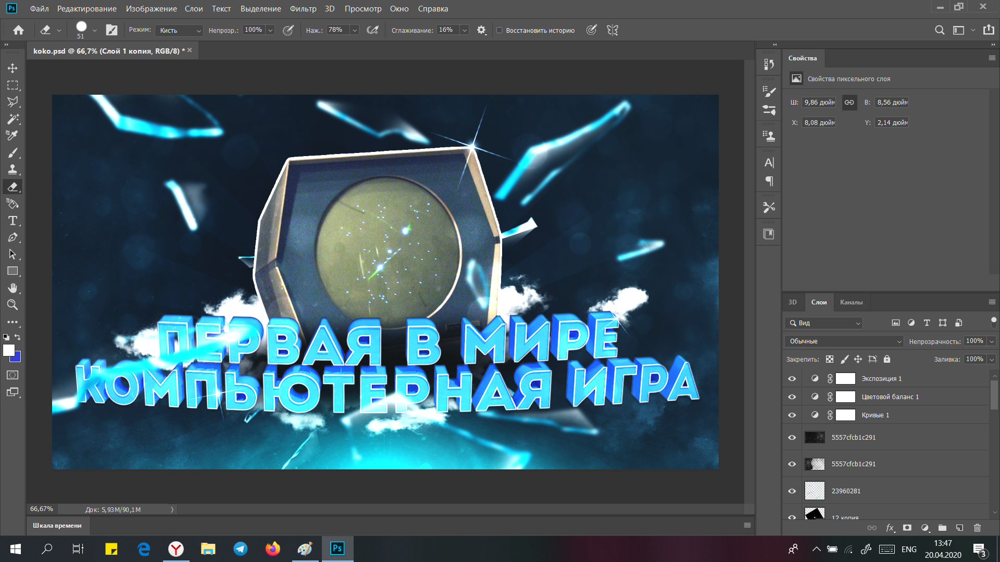 Ps Файл Редактирование Изображение Слои Текст Выделение Фильтр 3D Просмотр Окно Справка
51 Режим: Кисть Непрозр.: 100% Наж.: 78% Сглаживание: 16% Восстановить историю
koko.psd @ 66,7% (Слой 1 копия, RGB/8) *
Свойства
Свойства пиксельного слоя
Ш: 9,86 дюйм В: 8,56 дюйм
X: 8,08 дюйм Y: 2,14 дюйм
ПЕРВАЯ В МИРЕ
КОМПЬЮТЕРНАЯ ИГРА
3D Слои Каналы
Вид
Обычные Непрозрачность: 100%
Закрепить: Заливка: 100%
Экспозиция 1
Цветовой баланс 1
Кривые 1
5557cfcb1c291
5557cfcb1c291
23960281
12 копия
66,67% Док: 5,93M/90,1M
Шкала времени
Ps ENG 13:47
20.04.2020 3